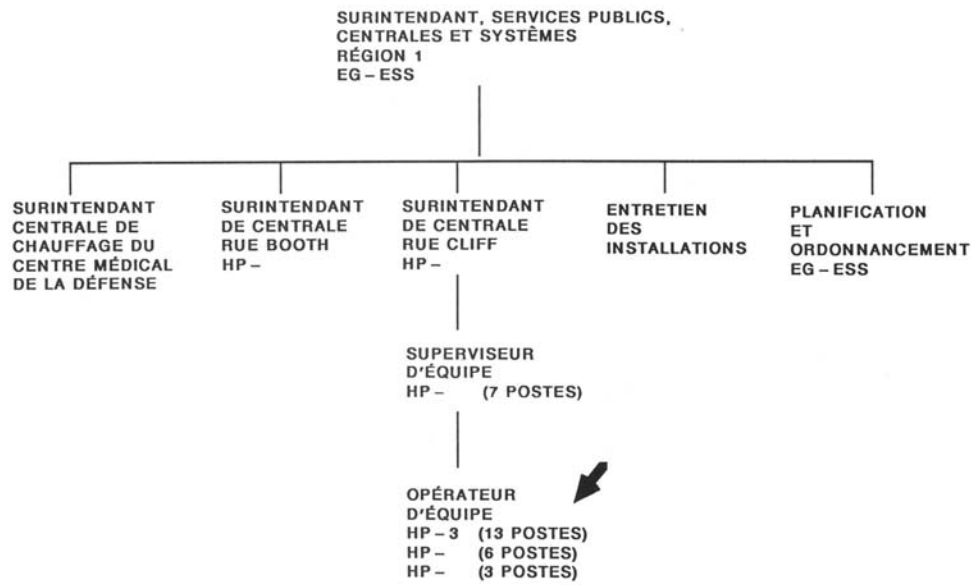 SURINTENDANT, SERVICES PUBLICS,
CENTRALES ET SYSTÈMES
RÉGION 1
EG – ESS
SURINTENDANT
CENTRALE DE
CHAUFFAGE DU
CENTRE MÉDICAL
DE LA DÉFENSE
SURINTENDANT
DE CENTRALE
RUE BOOTH
HP –
SURINTENDANT
DE CENTRALE
RUE CLIFF
HP –
ENTRETIEN
DES
INSTALLATIONS
PLANIFICATION
ET
ORDONNANCEMENT
EG – ESS
SUPERVISEUR
D'ÉQUIPE
HP – (7 POSTES)
OPÉRATEUR
D'ÉQUIPE
HP – 3 (13 POSTES)
HP – (6 POSTES)
HP – (3 POSTES)